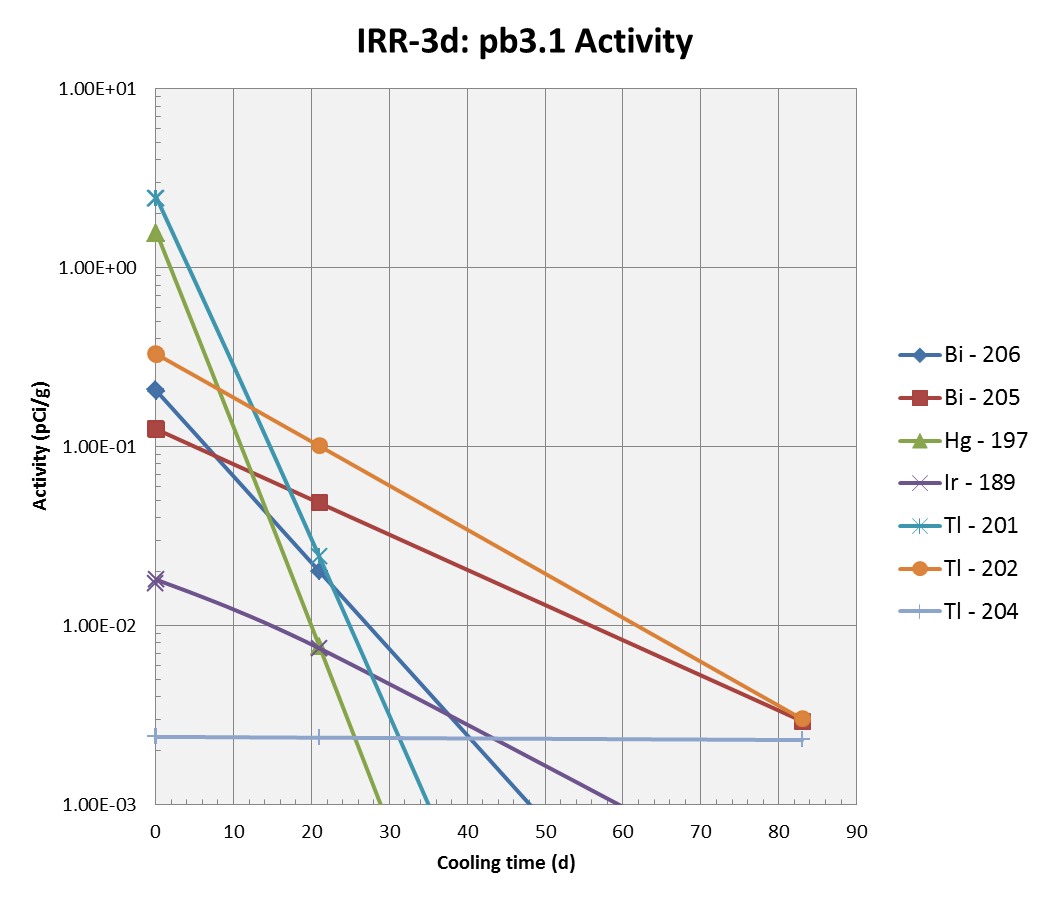 IRR-3d: pb3.1 Activity
1.00E+01
1.00E+00
1.00E-01
1.00E-02
1.00E-03
Activity (pCi/g)
0 10 20 30 40 50 60 70 80 90
Cooling time (d)
Bi - 206
Bi - 205
Hg - 197
Ir - 189
Tl - 201
Tl - 202
Tl - 204